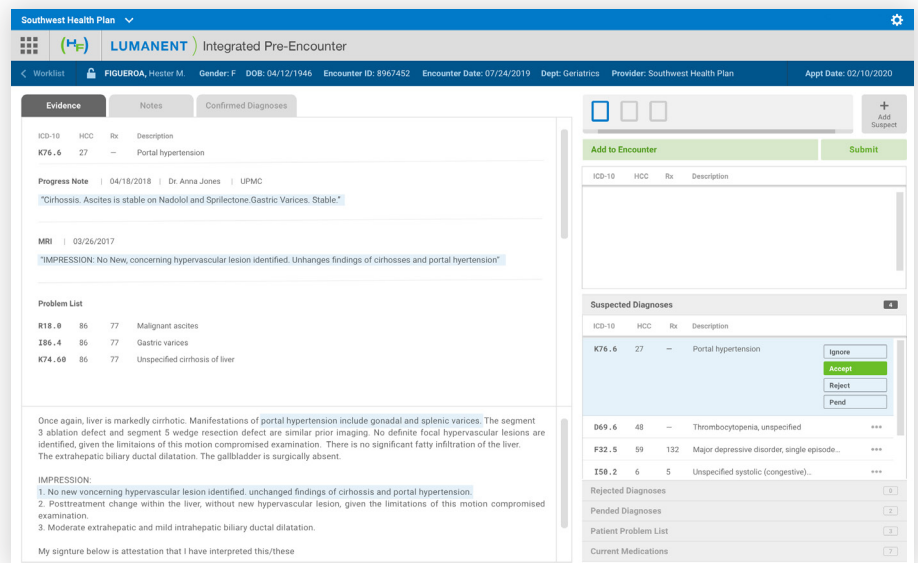 Southwest Health Plan
(HF) LUMANENT ) Integrated Pre-Encounter
Worklist FIGUEROA, Hester M. Gender: F DOB: 04/12/1946 Encounter ID: 8967452 Encounter Date: 07/24/2019 Dept: Geriatrics Provider: Southwest Health Plan Appt Date: 02/10/2020
Evidence Notes Confirmed Diagnoses
ICD-10 HCC Rx Description
K76.6 27 — Portal hypertension
Progress Note | 04/18/2018 | Dr. Anna Jones | UPMC
"Cirhossis. Ascites is stable on Nadolol and Sprilectone.Gastric Varices. Stable."
MRI | 03/26/2017
"IMPRESSION: No New, concerning hypervascular lesion identified. Unhanges findings of cirhosses and portal hyertension"
Problem List
R18.0 86 77 Malignant ascites
I86.4 86 77 Gastric varices
K74.60 86 77 Unspecified cirrhosis of liver
Once again, liver is markedly cirrhotic. Manifestations of portal hypertension include gonadal and splenic varices. The segment
3 ablation defect and segment 5 wedge resection defect are similar prior imaging. No definite focal hypervascular lesions are
identified, given the limitaions of this motion compromised examination. There is no significant fatty infiltration of the liver.
The extrahepatic biliary ductal dilatation. The gallbladder is surgically absent.
IMPRESSION:
1. No new voncerning hypervascular lesion identified. unchanged findings of cirhossis and portal hypertension.
2. Posttreatment change within the liver, without new hypervascular lesion, given the limitations of this motion compromised
examination.
3. Moderate extrahepatic and mild intrahepatic biliary ductal dilatation.
My signture below is attestation that I have interpreted this/these
+
Add
Suspect
Add to Encounter Submit
ICD-10 HCC Rx Description
Suspected Diagnoses 4
ICD-10 HCC Rx Description
K76.6 27 — Portal hypertension
Ignore
Accept
Reject
Pend
D69.6 48 — Thrombocytopenia, unspecified •••
F32.5 59 132 Major depressive disorder, single episode... •••
I50.2 6 5 Unspecified systolic (congestive)... •••
Rejected Diagnoses 0
Pended Diagnoses 2
Patient Problem List 3
Current Medications 7